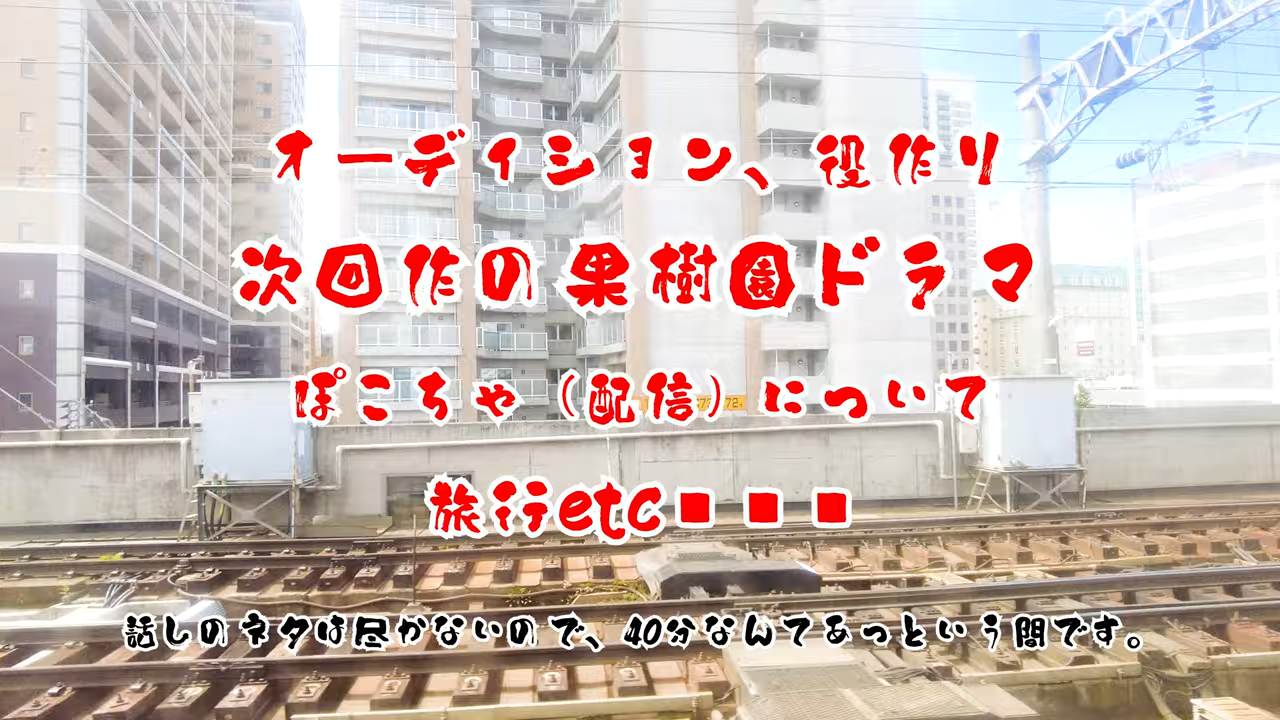 オーディション、役作り
次回作の果樹園ドラマ
ぽこちゃ（配信）について
旅行etc■■■
話しのネタは尽かないので、40分なんてあっという間です。